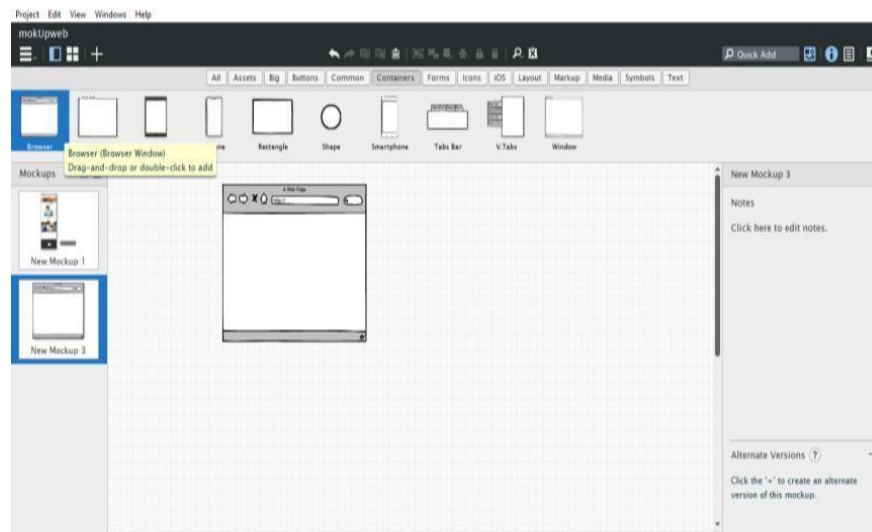 Project Edit View Windows Help
mokUpweb
Quick Add
All Assets Big Buttons Common Containers Forms Icons iOS Layout Markup Media Symbols Text
Browser Rectangle Shape Smartphone Tabs Bar V.Tabs Window
Browser (Browser Window)
Drag-and-drop or double-click to add
Mockups
New Mockup 1
New Mockup 3
A Web Page
http://
New Mockup 3
Notes
Click here to edit notes.
Alternate Versions ?
Click the '+' to create an alternate
version of this mockup.